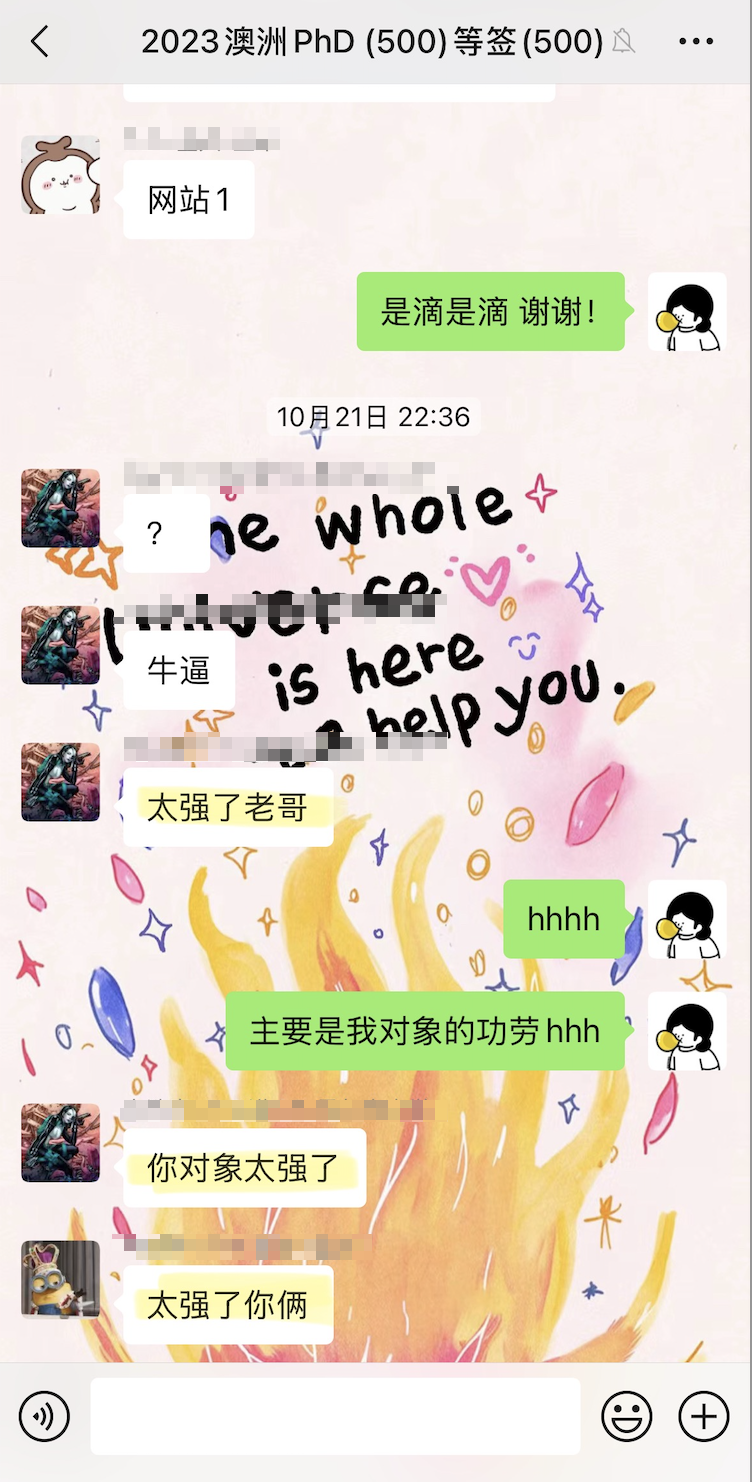 2023澳洲PhD (500)等签(500)
网站1
是滴是滴 谢谢！
10月21日 22:36
he whole
?
universe
牛逼
is here
help you.
太强了老哥
hhhh
主要是我对象的功劳hhh
你对象太强了
太强了你俩